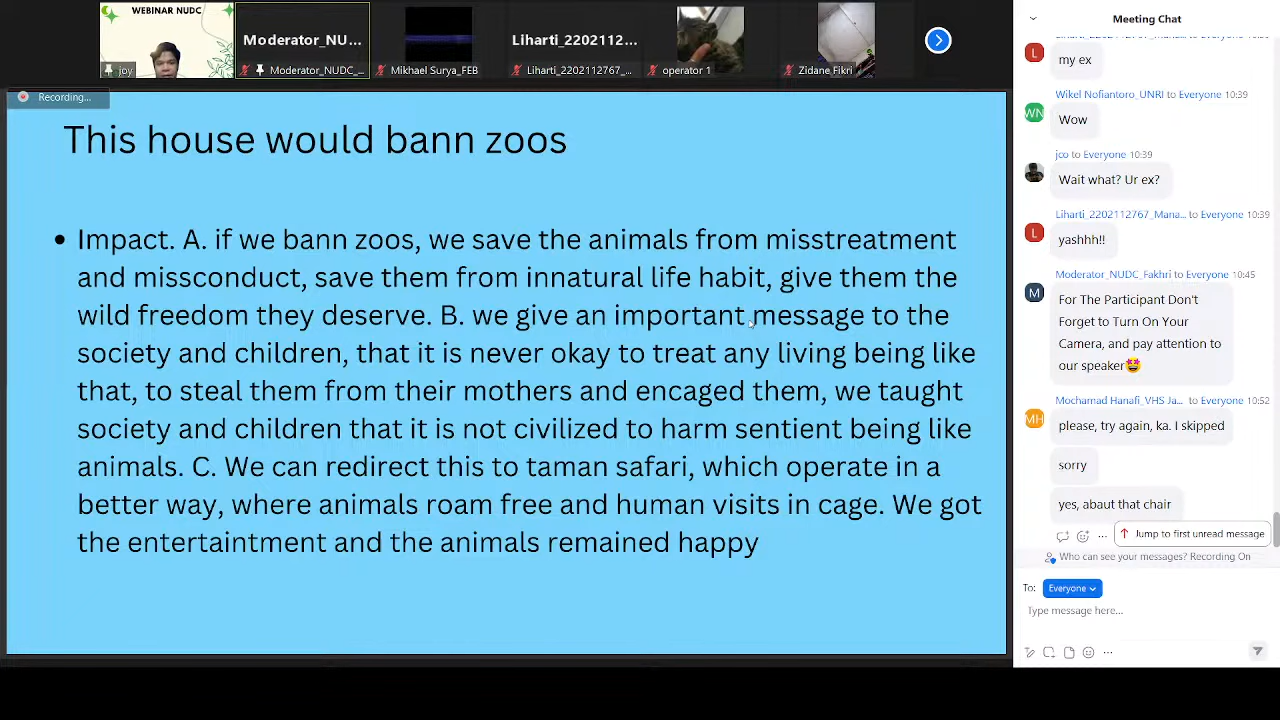 WEBINAR NUDC
joy
Moderator_NU...
Moderator_NUDC_...
Mikhael Surya_FEB
Liharti_2202112...
Liharti_2202112767_...
operator 1
Zidane Fikri
Recording...
This house would bann zoos
• Impact. A. if we bann zoos, we save the animals from misstreatment
and missconduct, save them from innatural life habit, give them the
wild freedom they deserve. B. we give an important message to the
society and children, that it is never okay to treat any living being like
that, to steal them from their mothers and encaged them, we taught
society and children that it is not civilized to harm sentient being like
animals. C. We can redirect this to taman safari, which operate in a
better way, where animals roam free and human visits in cage. We got
the entertaintment and the animals remained happy
Meeting Chat
L
my ex
Wikel Nofiantoro_UNRI to Everyone 10:39
WN
Wow
jco to Everyone 10:39
Wait what? Ur ex?
Liharti_2202112767_Mana... to Everyone 10:39
L
yashhh!!
Moderator_NUDC_Fakhri to Everyone 10:45
M
For The Participant Don't
Forget to Turn On Your
Camera, and pay attention to
our speaker🤩
Mochamad Hanafi_VHS Ja... to Everyone 10:52
MH
please, try again, ka. I skipped
sorry
yes, abaut that chair
Jump to first unread message
Who can see your messages? Recording On
To: Everyone
Type message here...